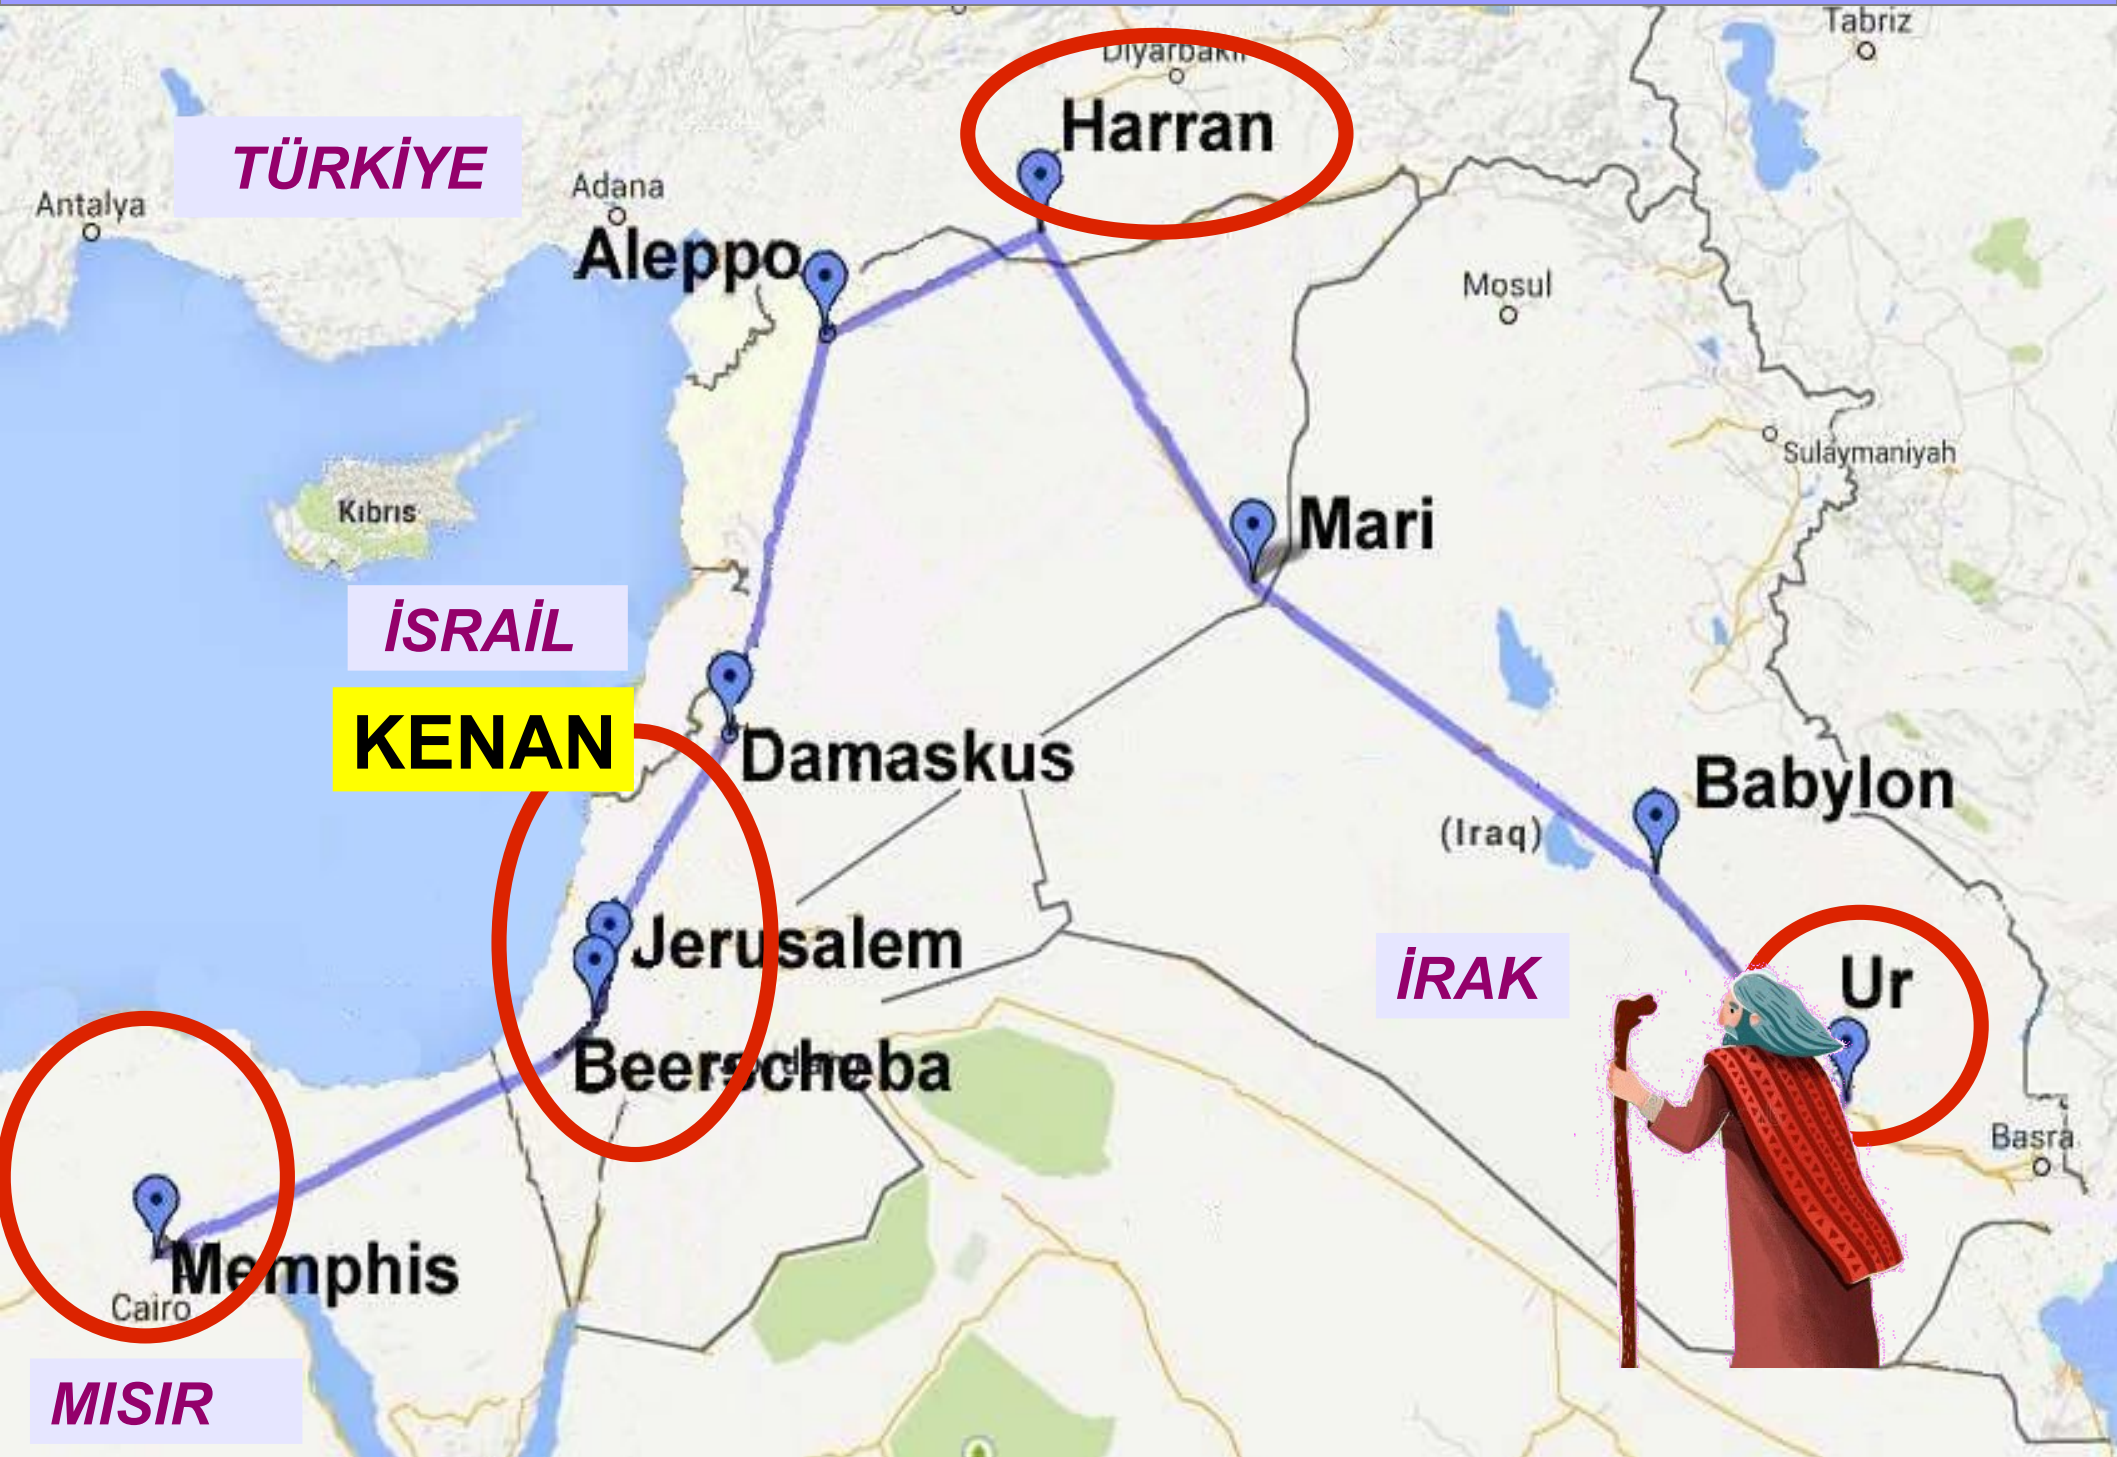 Tabriz
Diyarbakır
Harran
TÜRKİYE
Adana
Antalya
Aleppo
Mosul
Sulaymaniyah
Kıbrıs
Mari
İSRAİL
KENAN
Damaskus
Babylon
(Iraq)
Jerusalem
İRAK
Ur
Beerscheba
Basra
Memphis
Cairo
MISIR